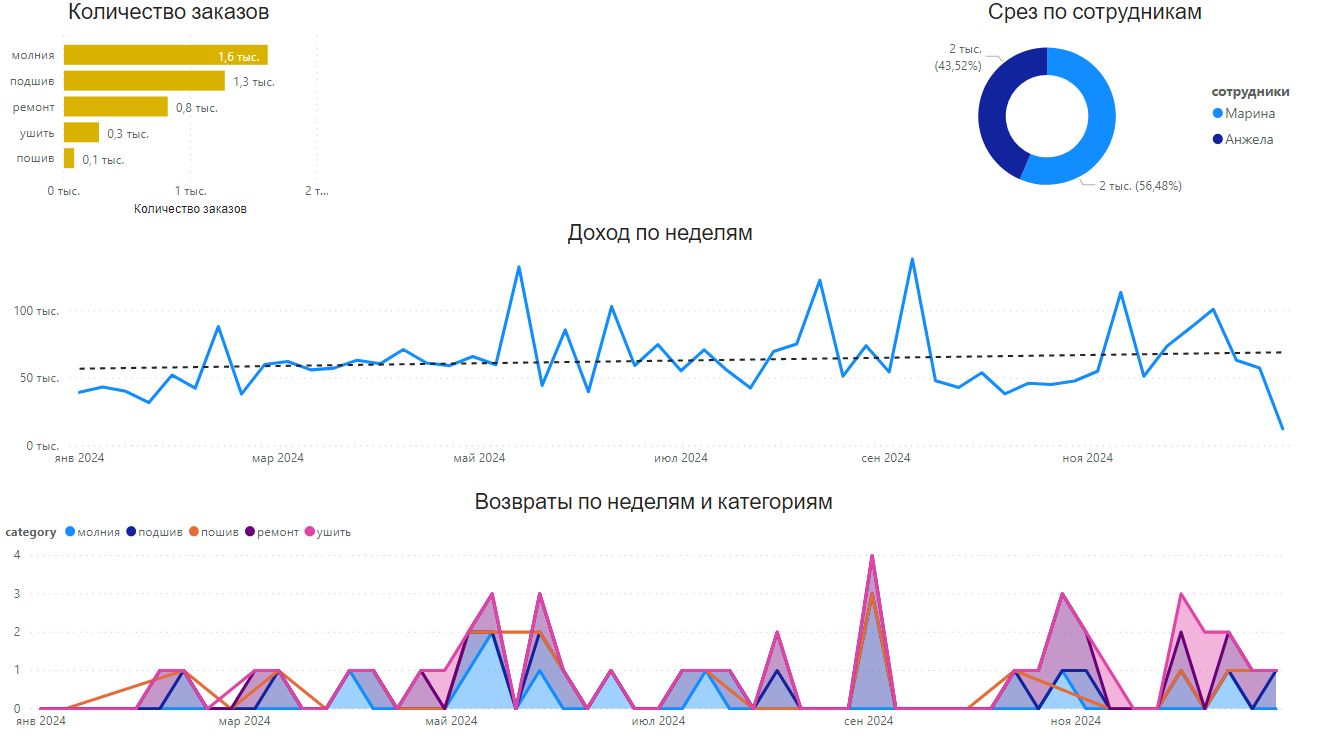 Количество заказов
молния
1,6 тыс.
подшив
1,3 тыс.
ремонт
0,8 тыс.
ушить
0,3 тыс.
пошив
0,1 тыс.
0 тыс.
1 тыс.
2 т...
Количество заказов
Срез по сотрудникам
2 тыс.
(43,52%)
2 тыс. (56,48%)
сотрудники
Марина
Анжела
Доход по неделям
100 тыс.
50 тыс.
0 тыс.
янв 2024
мар 2024
май 2024
июл 2024
сен 2024
ноя 2024
Возвраты по неделям и категориям
category молния подшив пошив ремонт ушить
4
3
2
1
0
янв 2024
мар 2024
май 2024
июл 2024
сен 2024
ноя 2024